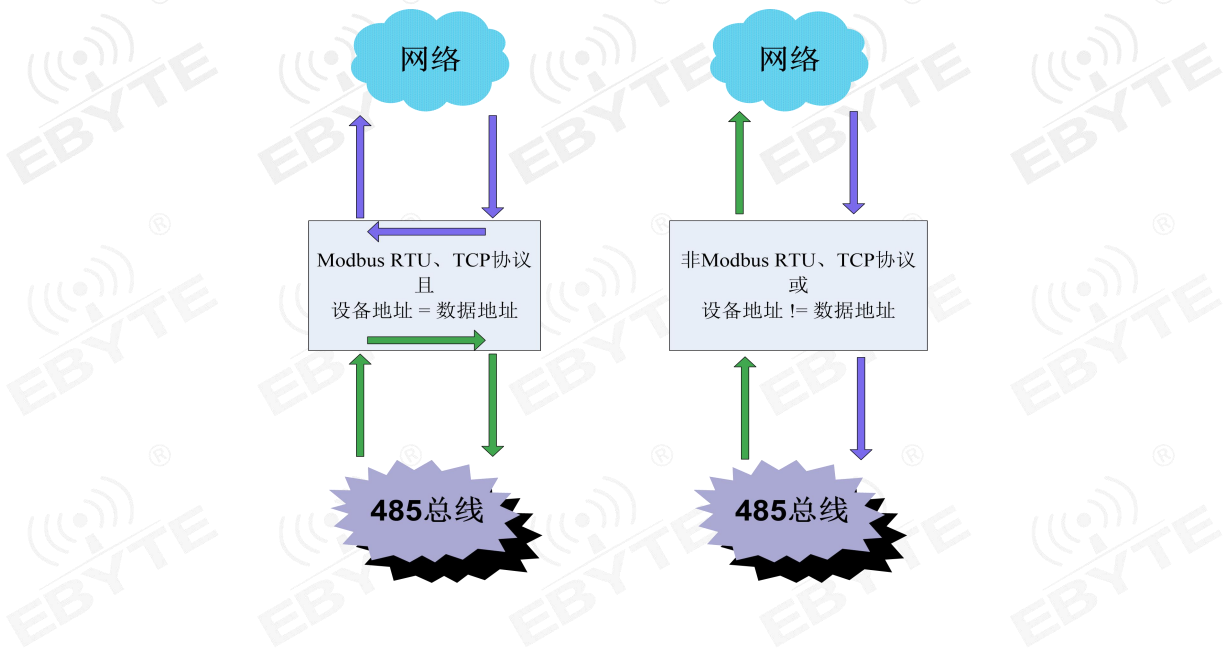 网络
Modbus RTU、TCP协议
且
设备地址 = 数据地址
485总线
网络
非Modbus RTU、TCP协议
或
设备地址 != 数据地址
485总线
EBYTE
®